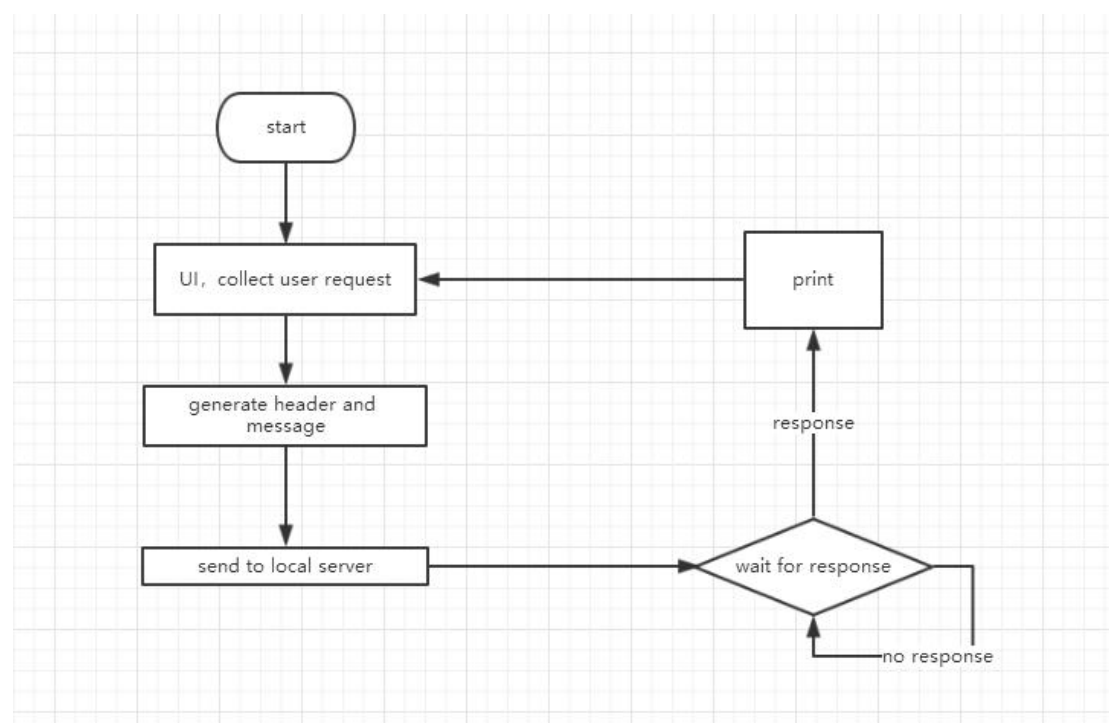 start
UI，collect user request
print
generate header and
message
response
send to local server
wait for response
no response